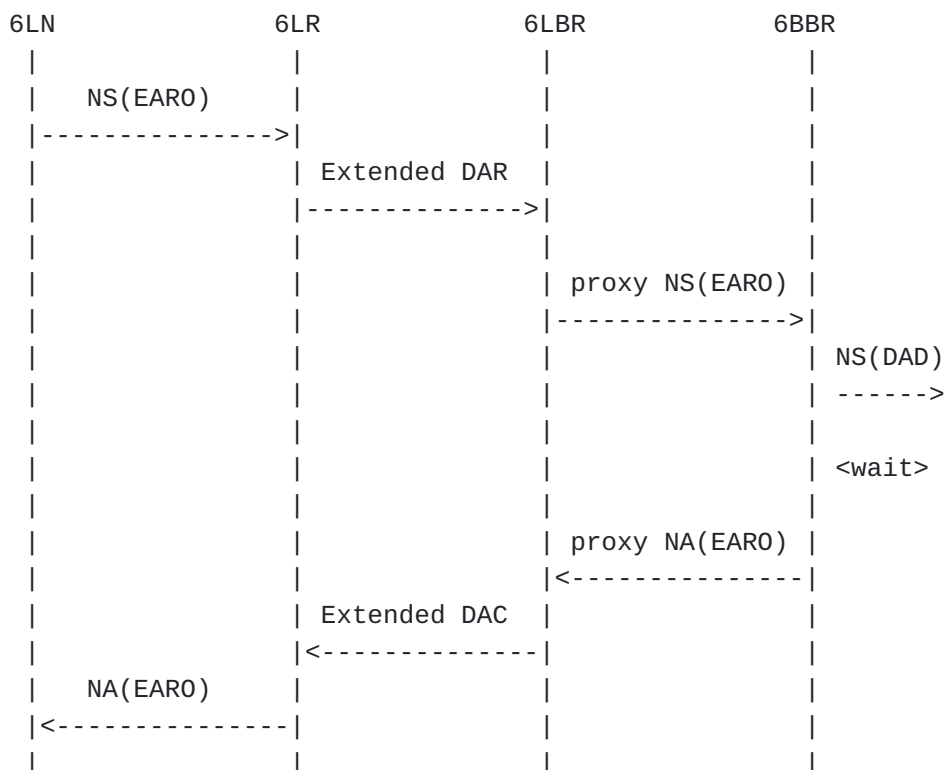 6LN 6LR 6LBR 6BBR
NS(EARO)
Extended DAR
proxy NS(EARO)
NS(DAD)
<wait>
proxy NA(EARO)
Extended DAC
NA(EARO)